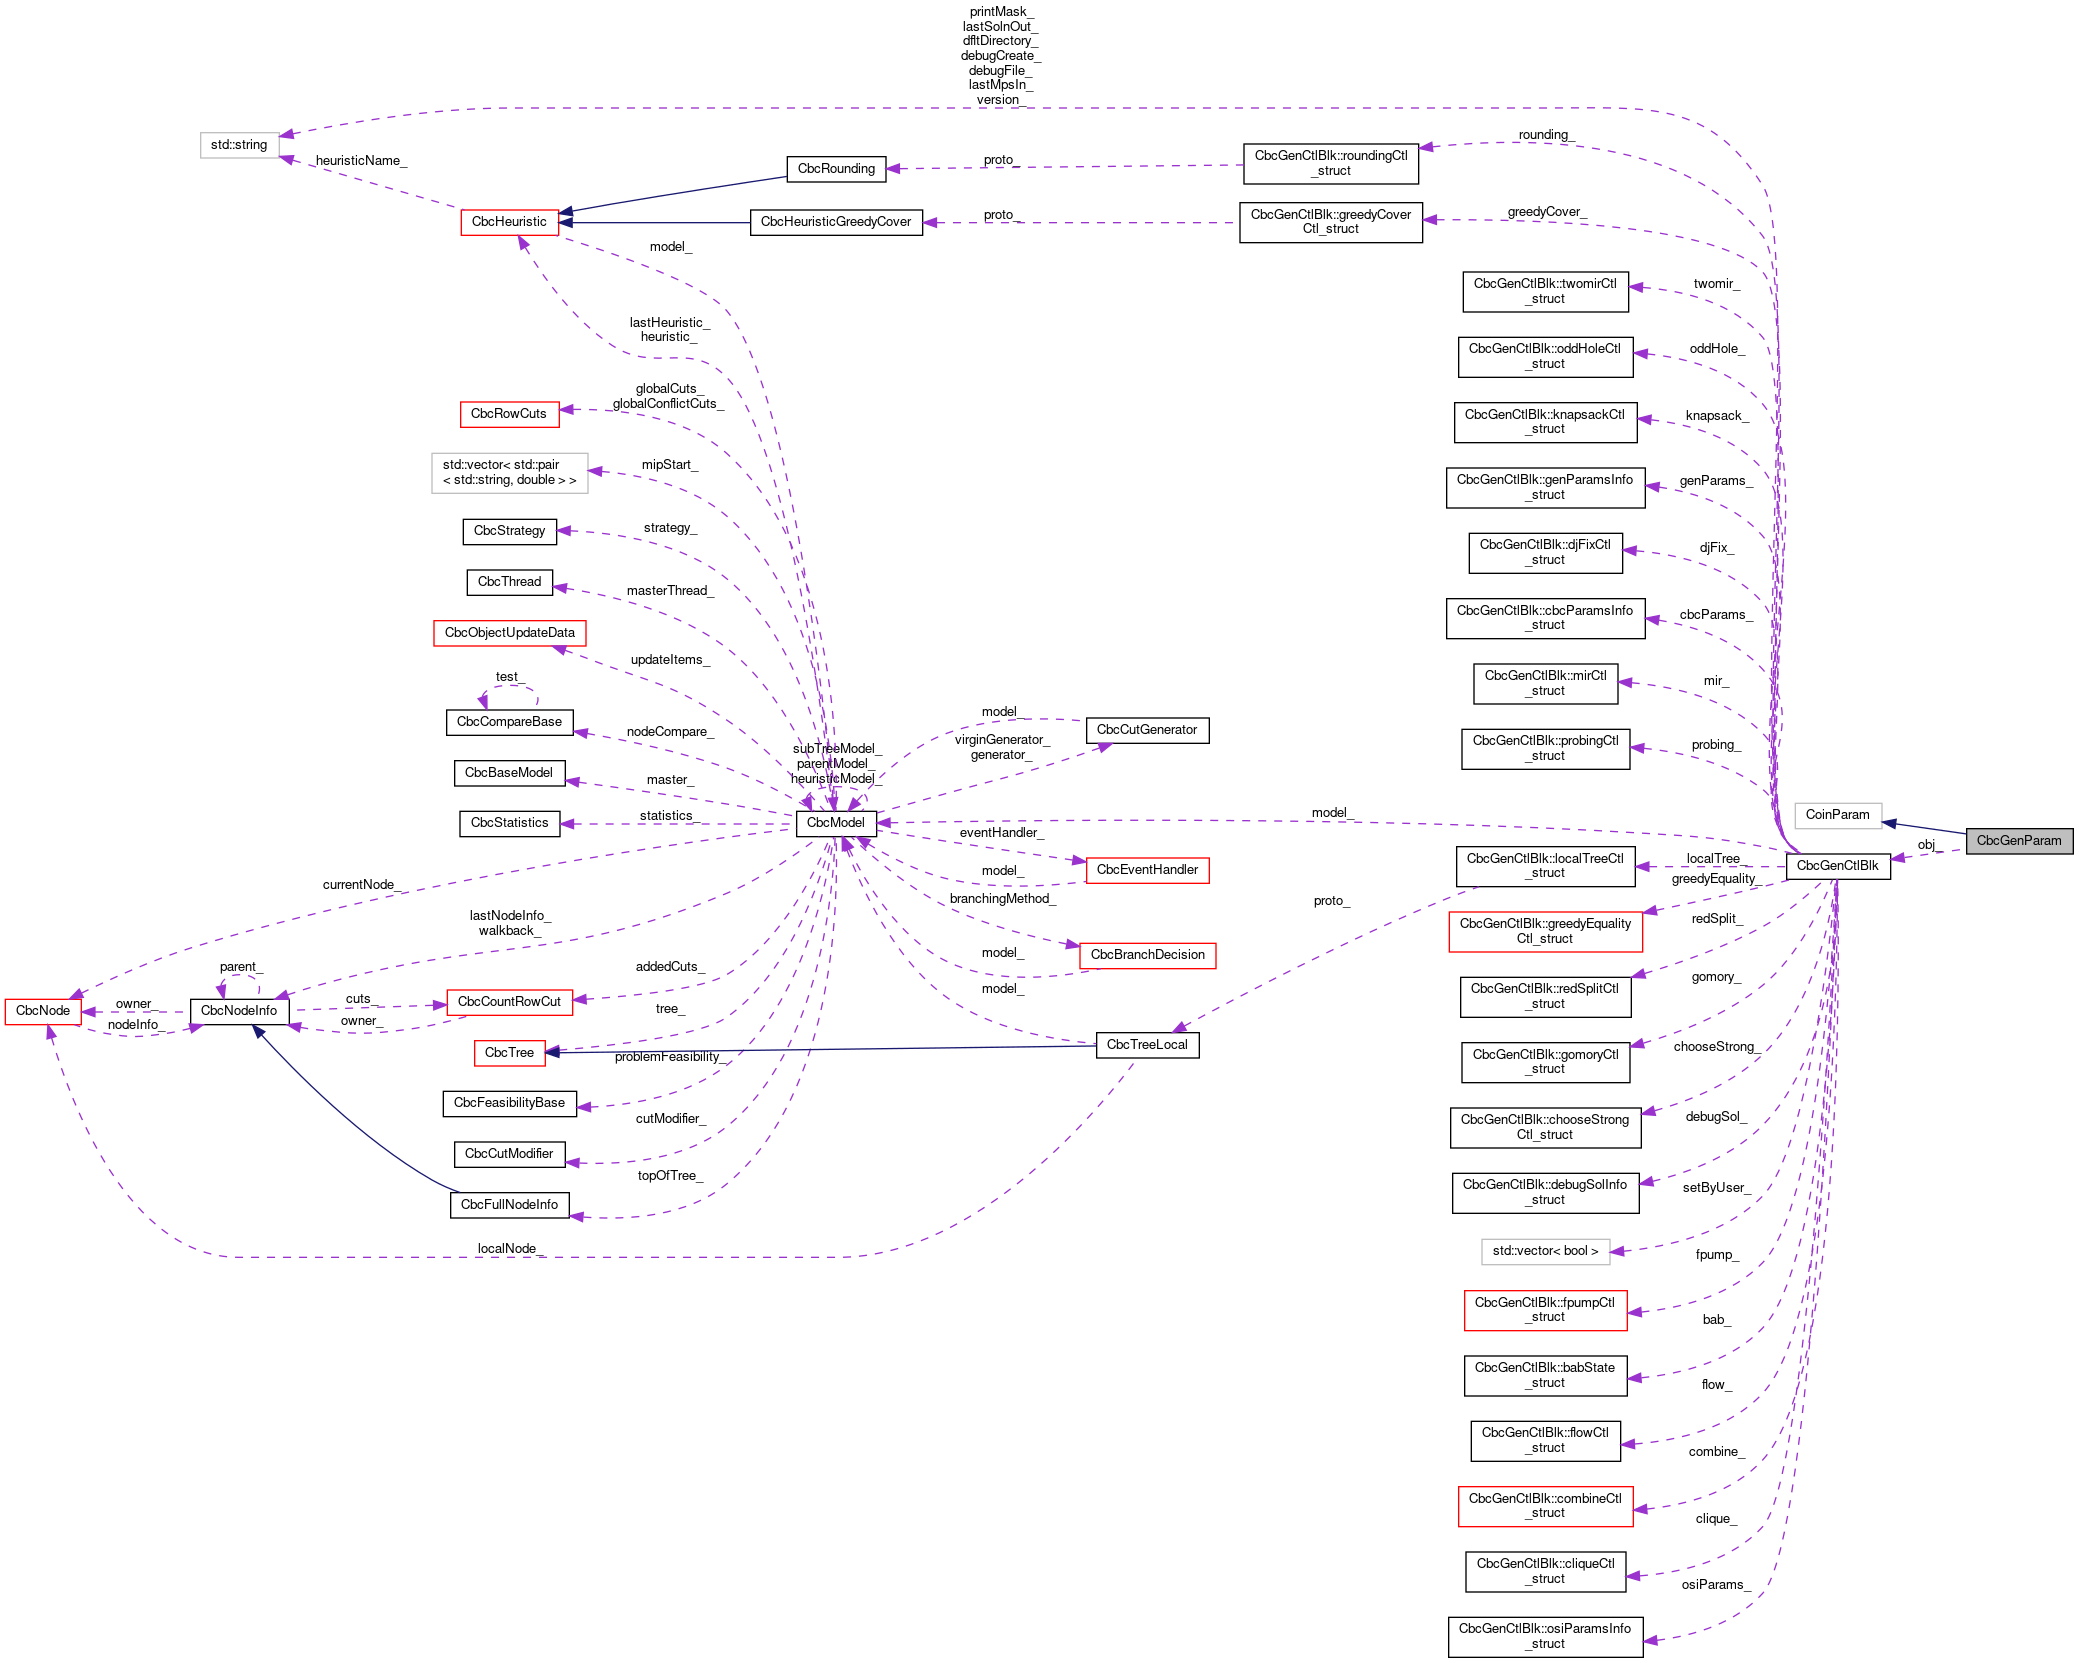 printMask_
lastSolnOut_
dfltDirectory_
debugCreate_
debugFile_
lastMpsIn_
version_
std::string
heuristicName_
CbcRounding
proto_
CbcGenCtlBlk::roundingCtl
_struct
rounding_
CbcHeuristic
CbcHeuristicGreedyCover
proto_
CbcGenCtlBlk::greedyCover
Ctl_struct
greedyCover_
model_
CbcGenCtlBlk::twomirCtl
_struct
twomir_
lastHeuristic_
heuristic_
CbcGenCtlBlk::oddHoleCtl
_struct
oddHole_
globalCuts_
globalConflictCuts_
CbcRowCuts
CbcGenCtlBlk::knapsackCtl
_struct
knapsack_
std::vector< std::pair
< std::string, double > >
mipStart_
CbcGenCtlBlk::genParamsInfo
_struct
genParams_
CbcStrategy
strategy_
CbcGenCtlBlk::djFixCtl
_struct
djFix_
CbcThread
masterThread_
CbcGenCtlBlk::cbcParamsInfo
_struct
cbcParams_
CbcObjectUpdateData
updateItems_
CbcGenCtlBlk::mirCtl
_struct
mir_
test_
CbcCompareBase
nodeCompare_
model_
CbcCutGenerator
virginGenerator_
generator_
CbcGenCtlBlk::probingCtl
_struct
probing_
subTreeModel_
parentModel_
heuristicModel_
CbcBaseModel
master_
CbcStatistics
statistics_
CbcModel
model_
CoinParam
CbcGenParam
obj_
CbcGenCtlBlk
eventHandler_
CbcEventHandler
model_
CbcGenCtlBlk::localTreeCtl
_struct
localTree_
greedyEquality_
currentNode_
branchingMethod_
proto_
CbcGenCtlBlk::greedyEquality
Ctl_struct
redSplit_
lastNodeInfo_
walkback_
CbcBranchDecision
model_
parent_
addedCuts_
CbcGenCtlBlk::redSplitCtl
_struct
gomory_
CbcNode
owner_
nodeInfo_
CbcNodeInfo
cuts_
owner_
CbcCountRowCut
model_
tree_
CbcTree
CbcTreeLocal
CbcGenCtlBlk::gomoryCtl
_struct
chooseStrong_
problemFeasibility_
CbcFeasibilityBase
cutModifier_
CbcGenCtlBlk::chooseStrong
Ctl_struct
debugSol_
CbcCutModifier
topOfTree_
CbcGenCtlBlk::debugSolInfo
_struct
setByUser_
CbcFullNodeInfo
localNode_
std::vector< bool >
fpump_
CbcGenCtlBlk::fpumpCtl
_struct
bab_
CbcGenCtlBlk::babState
_struct
flow_
CbcGenCtlBlk::flowCtl
_struct
combine_
CbcGenCtlBlk::combineCtl
_struct
clique_
CbcGenCtlBlk::cliqueCtl
_struct
osiParams_
CbcGenCtlBlk::osiParamsInfo
_struct